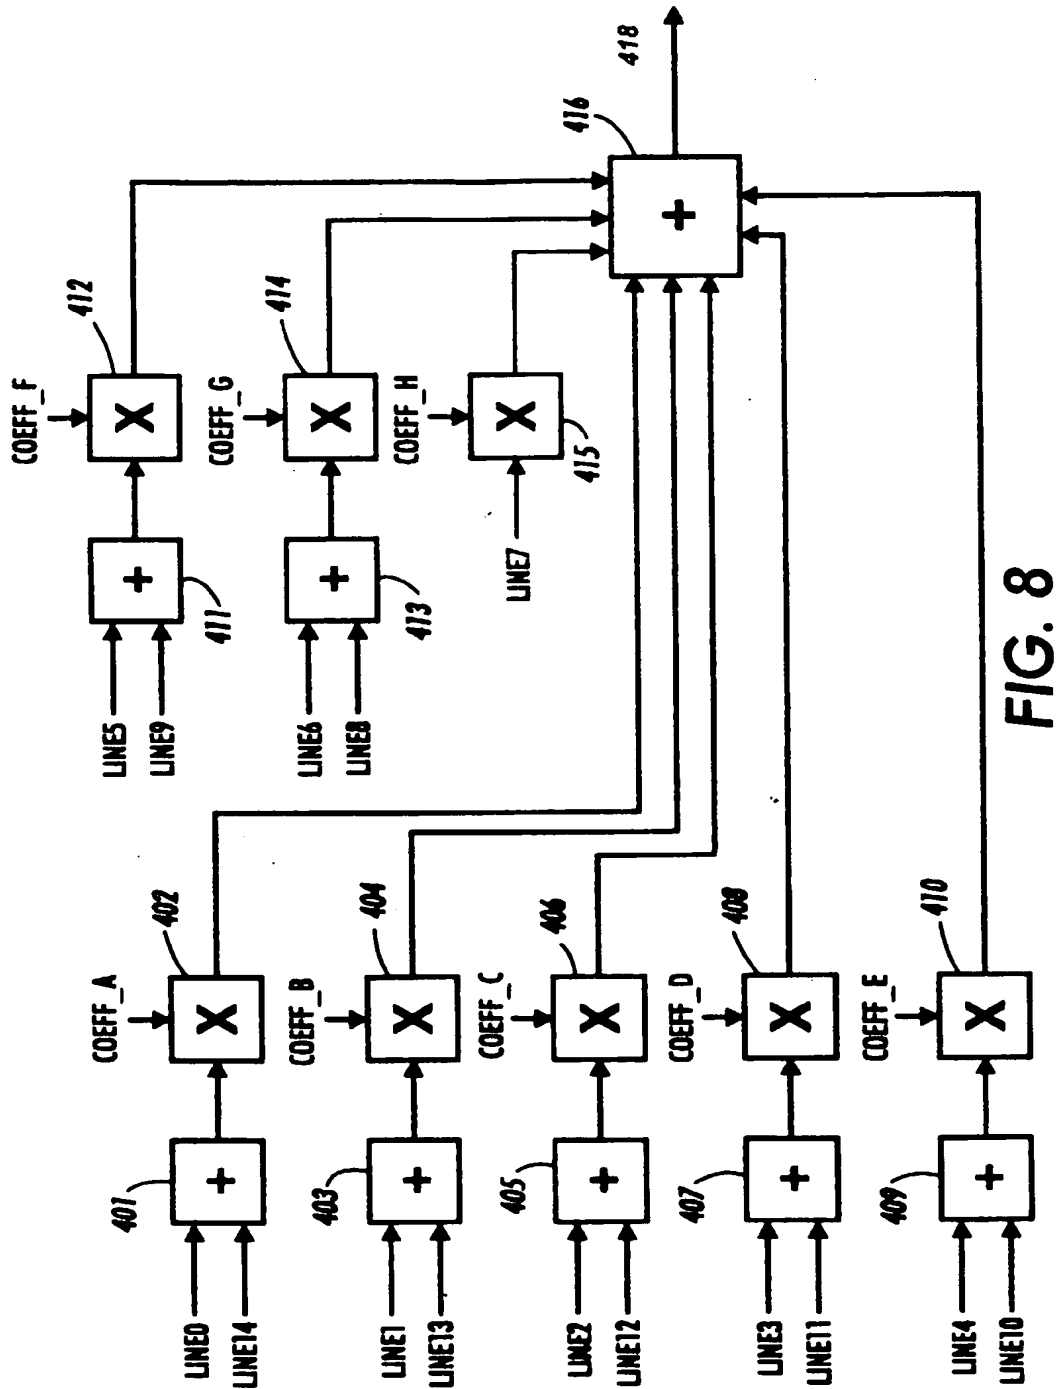 LINE0
LINE14
401
COEFF_A
402
LINE1
LINE13
403
COEFF_B
404
LINE2
LINE12
405
COEFF_C
406
LINE3
LINE11
407
COEFF_D
408
LINE4
LINE10
409
COEFF_E
410
LINE5
LINE9
411
COEFF_F
412
LINE6
LINE8
413
COEFF_G
414
LINE7
COEFF_H
415
416
418
+
X
+
X
+
X
+
X
+
X
+
X
+
X
X
+
FIG. 8